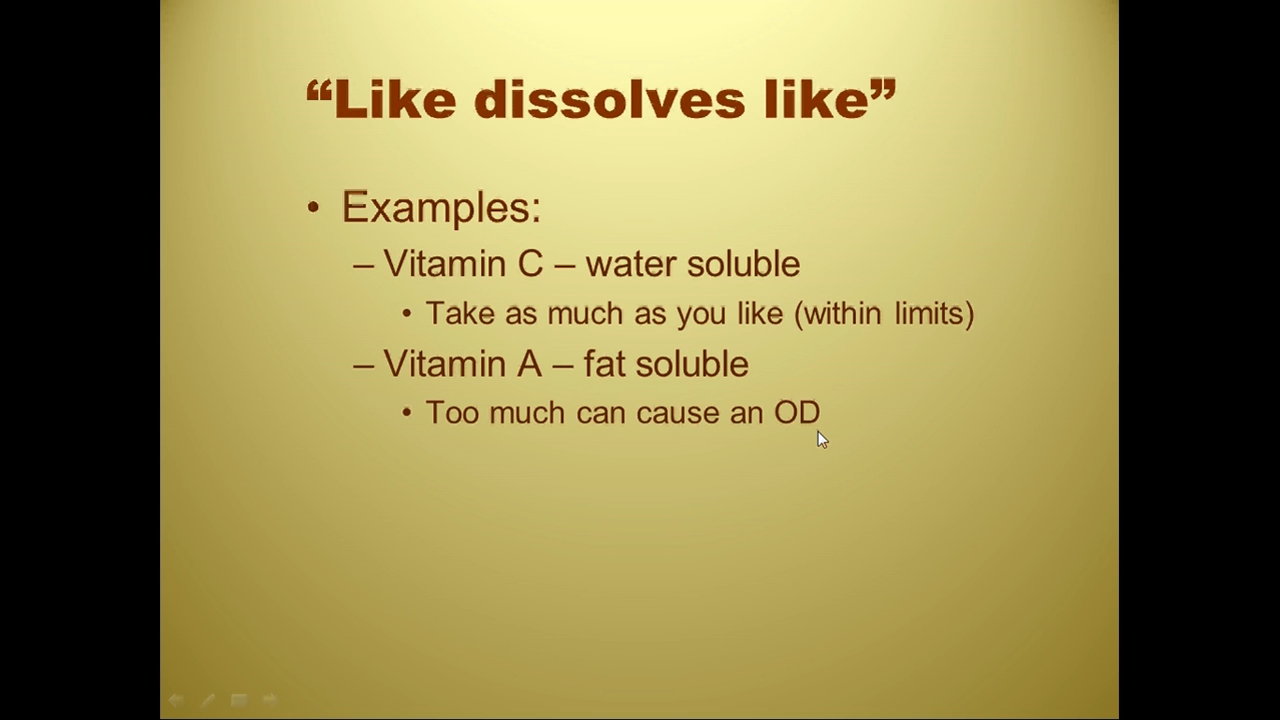 “Like dissolves like”
• Examples:
– Vitamin C – water soluble
• Take as much as you like (within limits)
– Vitamin A – fat soluble
• Too much can cause an OD